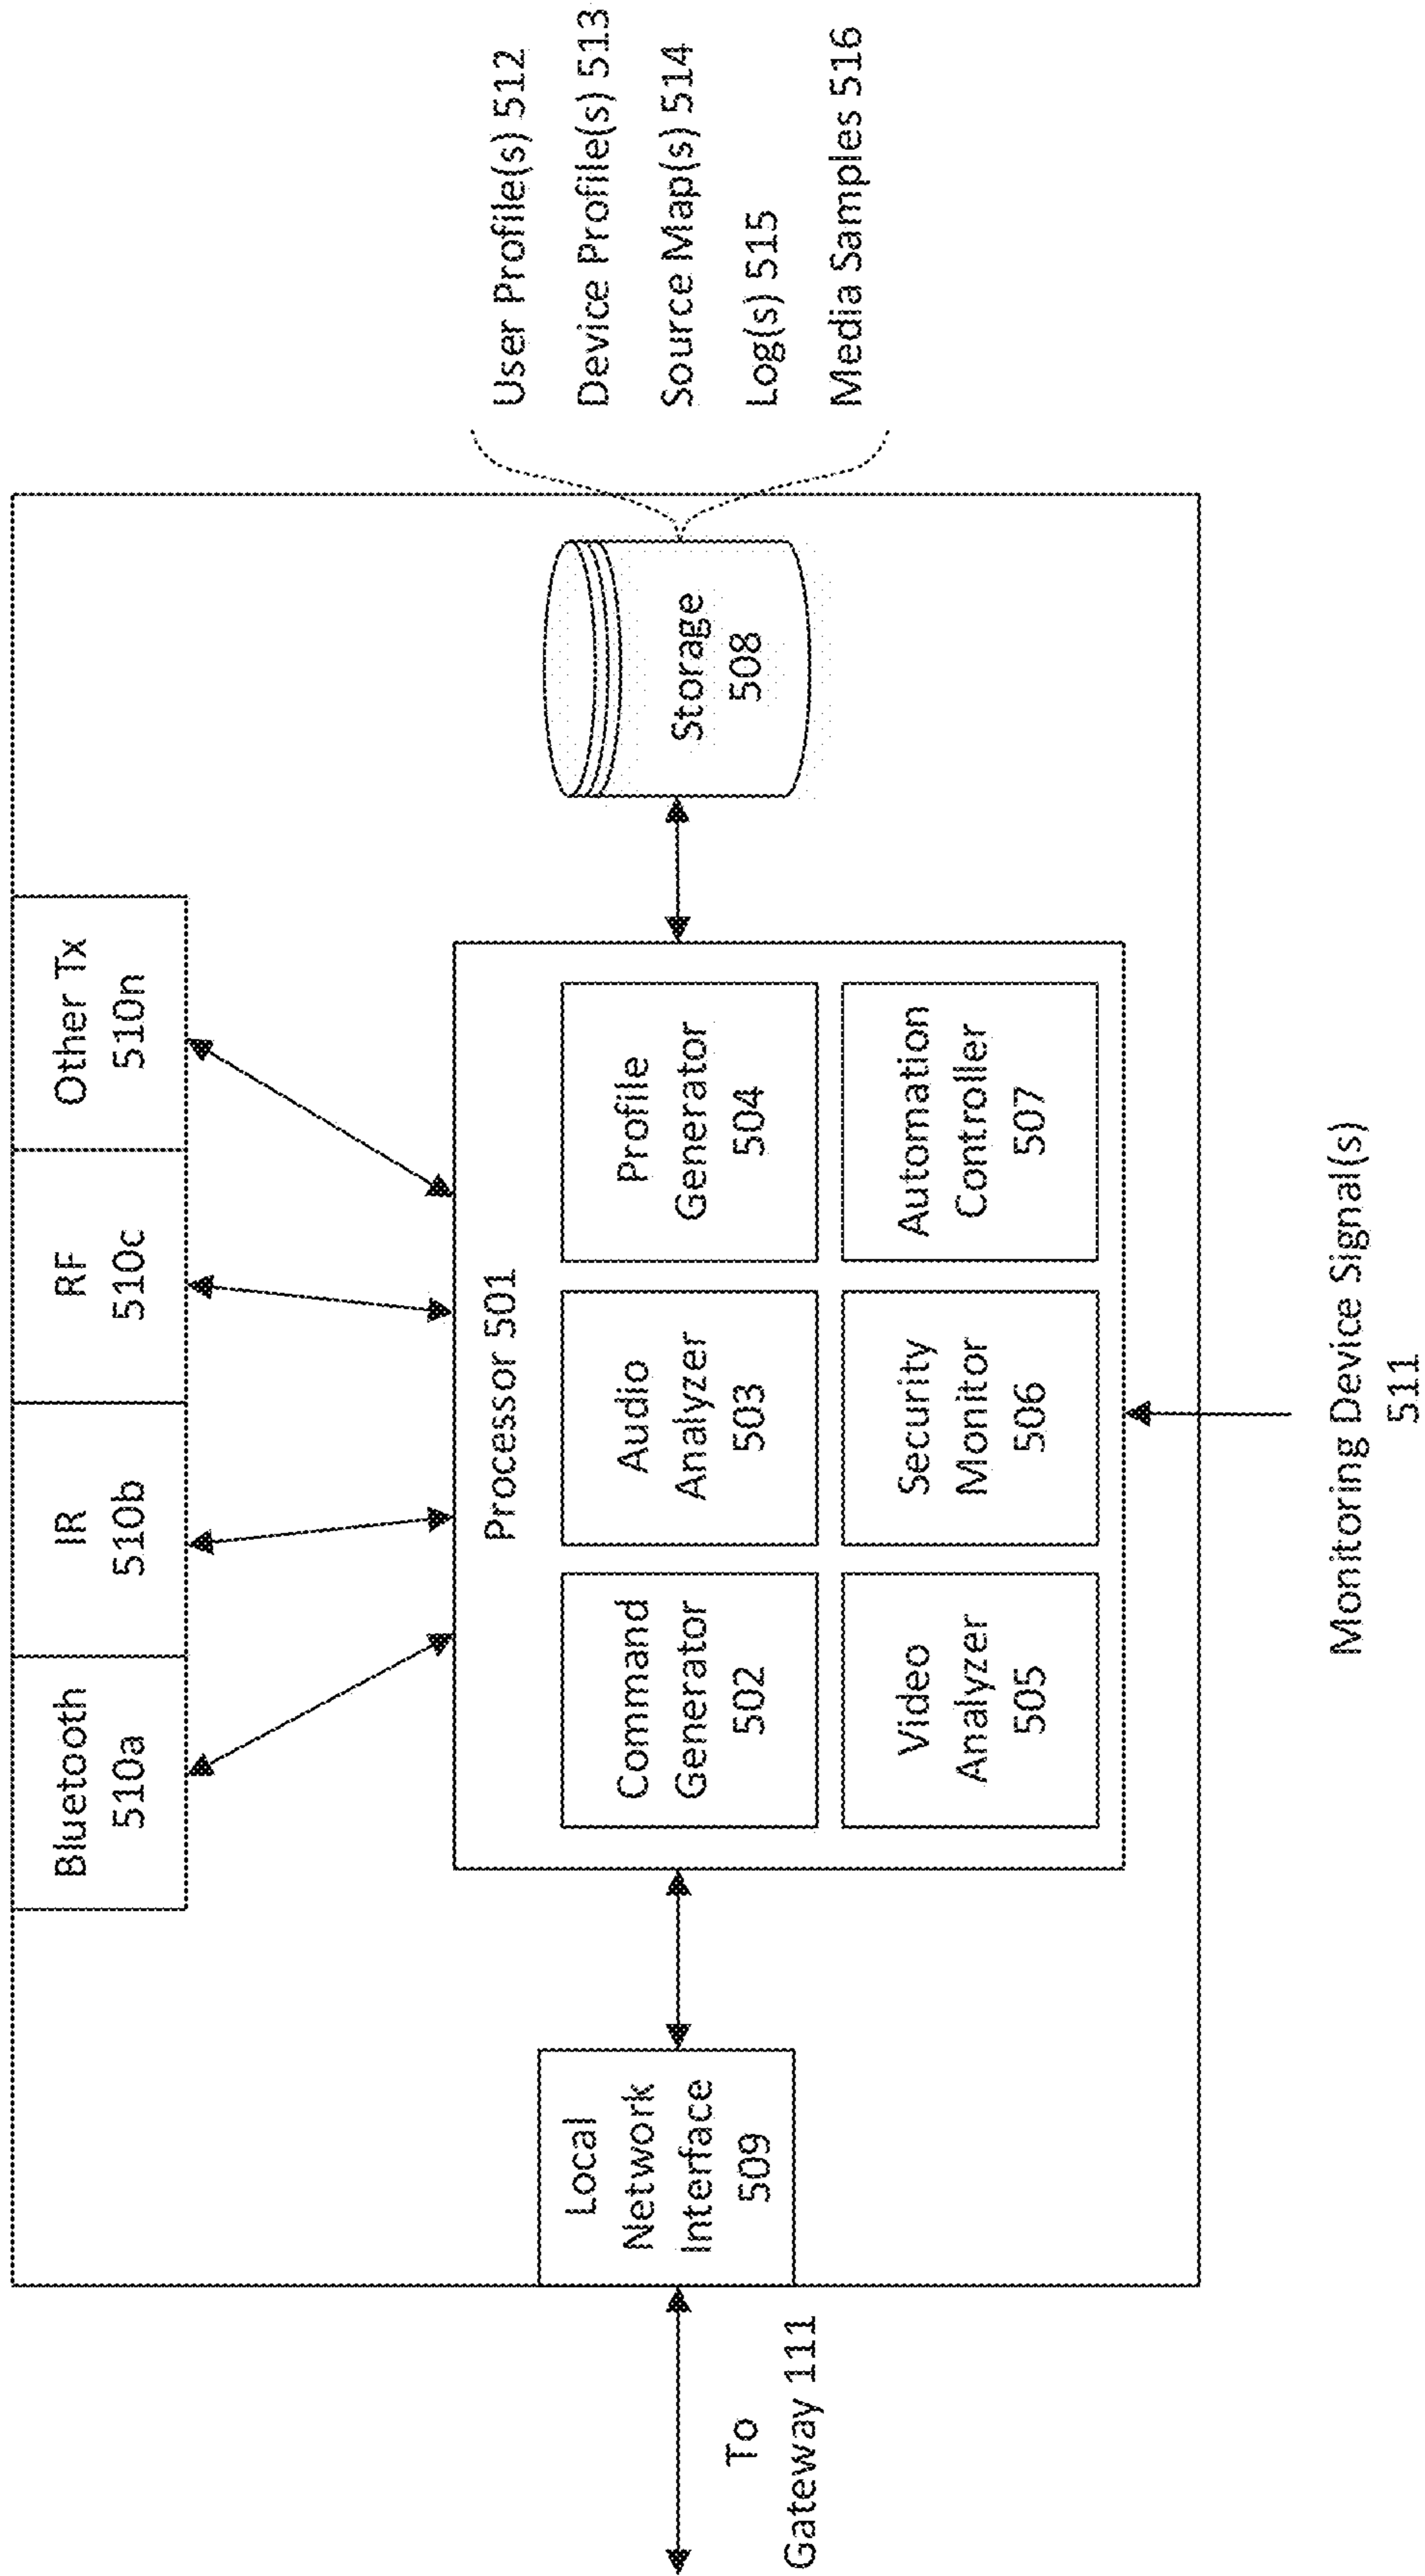 Bluetooth
510a
IR
510b
RF
510c
Other Tx
510n
User Profile(s) 512
Device Profile(s) 513
Source Map(s) 514
Log(s) 515
Media Samples 516
Local
Network
Interface
509
To
Gateway 111
Processor 501
Command
Generator
502
Audio
Analyzer
503
Profile
Generator
504
Video
Analyzer
505
Security
Monitor
506
Automation
Controller
507
Storage
508
Monitoring Device Signal(s)
511